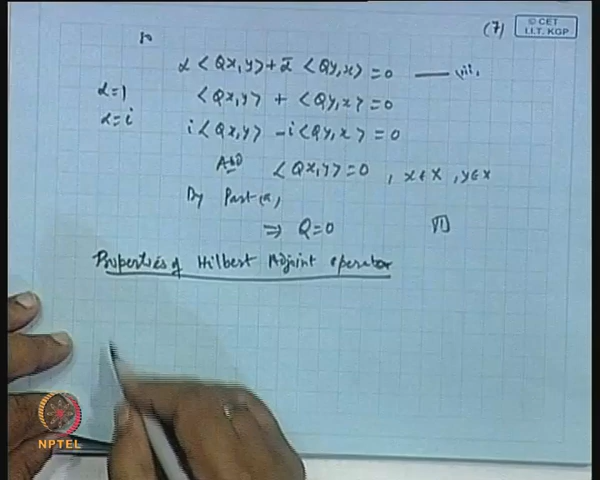 (7) © CET
I.I.T. KGP
So
α <Qx,y> + ᾱ <Qy,x> = 0 —— vii,
α=1 <Qx,y> + <Qy,x> = 0
α=i i<Qx,y> - i<Qy,x> = 0
Add <Qx,y> = 0 , x∈X , y∈X
By Part (a,
⇒ Q=0
Properties of Hilbert Adjoint operator
NPTEL